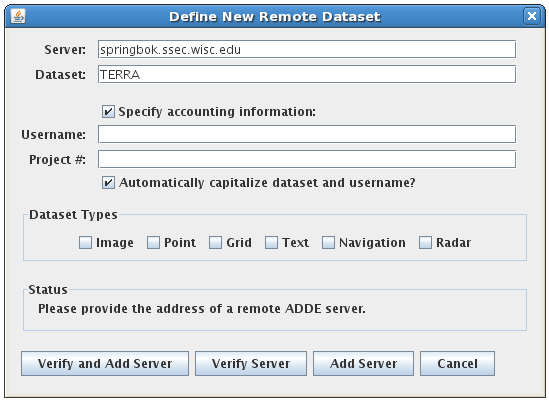 Define New Remote Dataset
Server: springbok.ssec.wisc.edu
Dataset: TERRA
Specify accounting information:
Username:
Project #:
Automatically capitalize dataset and username?
Dataset Types
Image Point Grid Text Navigation Radar
Status
Please provide the address of a remote ADDE server.
Verify and Add Server Verify Server Add Server Cancel